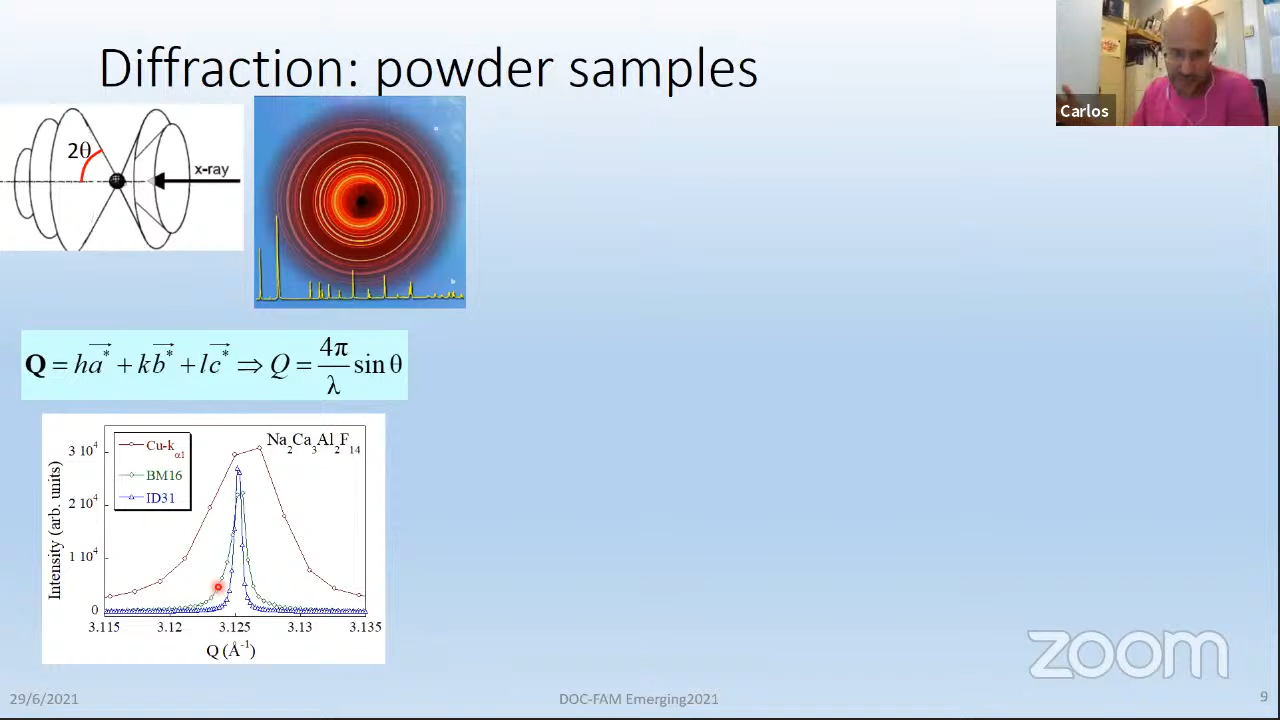 Diffraction: powder samples
Carlos
2θ
x-ray
a
b
Q = ha* + kb* + lc* ⇒ Q = 4π/λ sin θ
Na2Ca3Al2F14
Cu-kα1
BM16
ID31
Intensity (arb. units)
3 10^4
2 10^4
1 10^4
0
3.115 3.12 3.125 3.13 3.135
Q (Å^-1)
zoom
29/6/2021 DOC-FAM Emerging2021 9